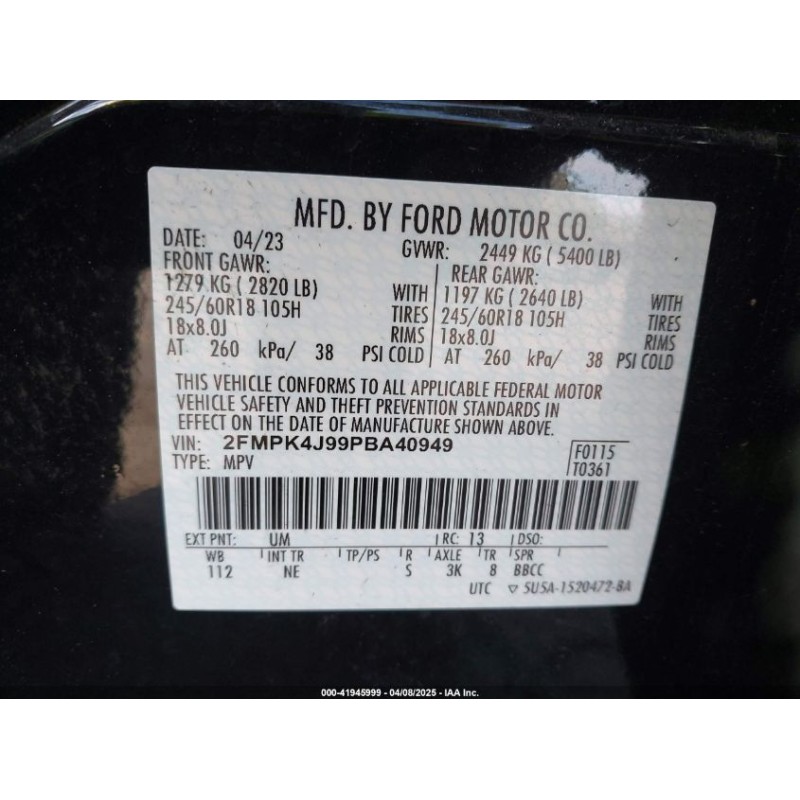 MFD. BY FORD MOTOR CO.
DATE: 04/23 GVWR: 2449 KG ( 5400 LB)
FRONT GAWR: REAR GAWR:
1279 KG ( 2820 LB) WITH 1197 KG ( 2640 LB) WITH
245/60R18 105H TIRES 245/60R18 105H TIRES
18x8.0J RIMS 18x8.0J RIMS
AT 260 kPa/ 38 PSI COLD AT 260 kPa/ 38 PSI COLD
THIS VEHICLE CONFORMS TO ALL APPLICABLE FEDERAL MOTOR
VEHICLE SAFETY AND THEFT PREVENTION STANDARDS IN
EFFECT ON THE DATE OF MANUFACTURE SHOWN ABOVE.
VIN: 2FMPK4J99PBA40949 F0115
TYPE: MPV T0361
EXT PNT: UM RC: 13 DSO:
WB INT TR TP/PS R AXLE TR SPR
112 NE S 3K 8 BBCC
UTC ▽ 5U5A-1520472-BA
000-41945999 - 04/08/2025 - IAA Inc.